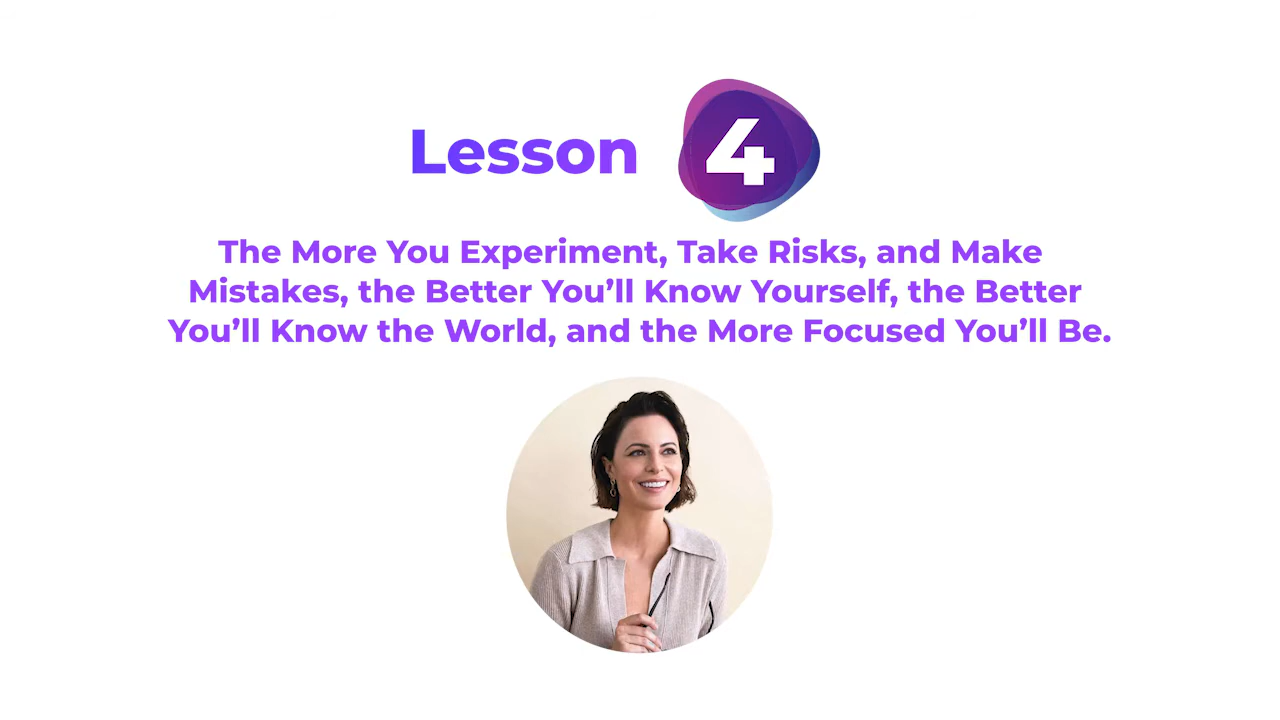 Lesson 4
The More You Experiment, Take Risks, and Make
Mistakes, the Better You’ll Know Yourself, the Better
You’ll Know the World, and the More Focused You’ll Be.